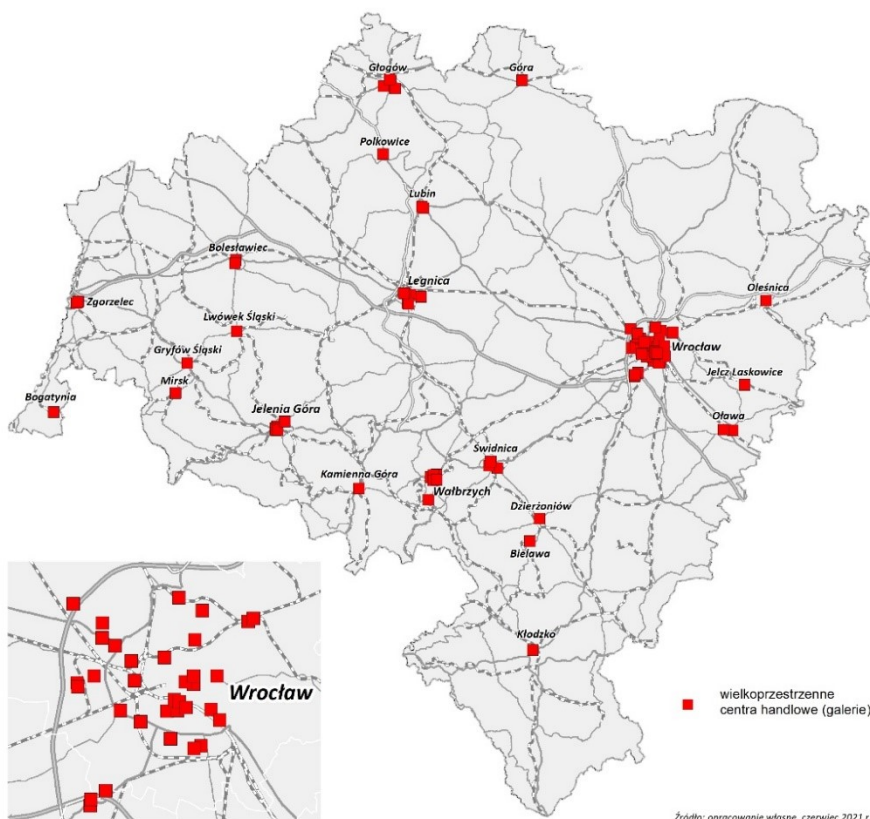 Głogów
Góra
Polkowice
Lubin
Bolesławiec
Legnica
Zgorzelec
Oleśnica
Lwówek Śląski
Wrocław
Gryfów Śląski
Mirsk
Jelcz Laskowice
Bogatynia
Jelenia Góra
Oława
Świdnica
Kamienna Góra
Wałbrzych
Dzierżoniów
Bielawa
Kłodzko
Wrocław
wielkoprzestrzenne
centra handlowe (galerie)
Źródło: opracowanie własne, czerwiec 2021 r.